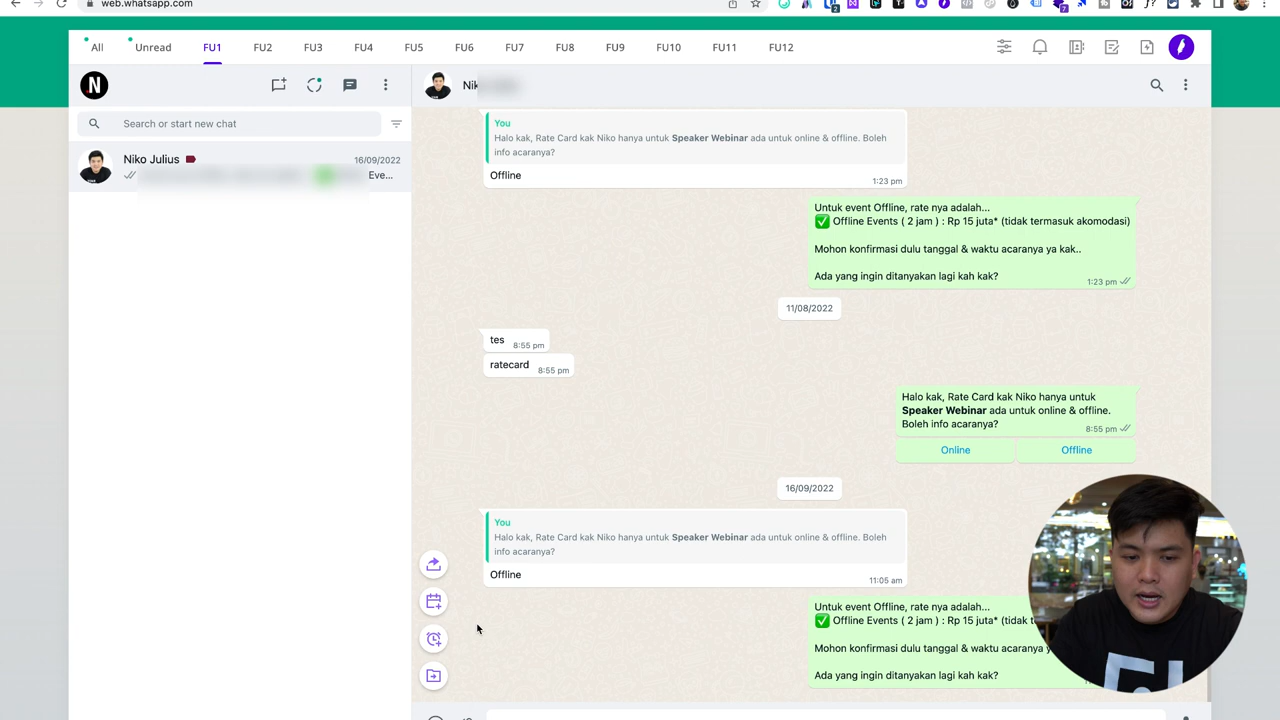 web.whatsapp.com
2
7
All
Unread
FU1
FU2
FU3
FU4
FU5
FU6
FU7
FU8
FU9
FU10
FU11
FU12
N
Nik
Search or start new chat
Niko Julius
16/09/2022
Eve...
You
Halo kak, Rate Card kak Niko hanya untuk Speaker Webinar ada untuk online & offline. Boleh
info acaranya?
Offline
1:23 pm
Untuk event Offline, rate nya adalah...
✅ Offline Events ( 2 jam ) : Rp 15 juta* (tidak termasuk akomodasi)
Mohon konfirmasi dulu tanggal & waktu acaranya ya kak..
Ada yang ingin ditanyakan lagi kah kak?
1:23 pm
11/08/2022
tes
8:55 pm
ratecard
8:55 pm
Halo kak, Rate Card kak Niko hanya untuk
Speaker Webinar ada untuk online & offline.
Boleh info acaranya?
8:55 pm
Online
Offline
16/09/2022
You
Halo kak, Rate Card kak Niko hanya untuk Speaker Webinar ada untuk online & offline. Boleh
info acaranya?
Offline
11:05 am
Untuk event Offline, rate nya adalah...
✅ Offline Events ( 2 jam ) : Rp 15 juta* (tidak
Mohon konfirmasi dulu tanggal & waktu acaranya
Ada yang ingin ditanyakan lagi kah kak?